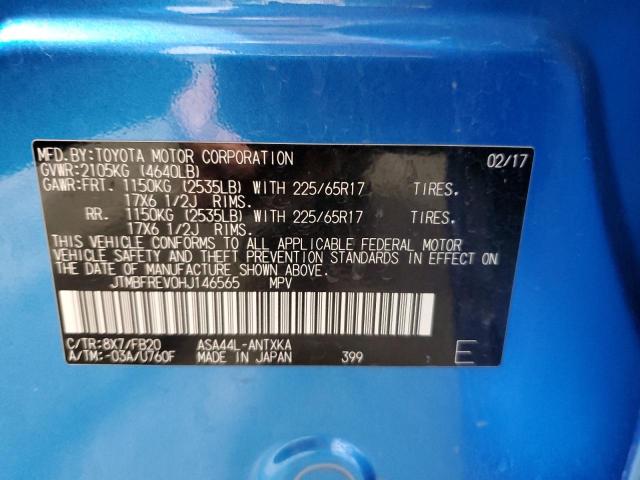 MFD.BY:TOYOTA MOTOR CORPORATION 02/17
GVWR:2105KG (4640LB)
GAWR:FRT. 1150KG (2535LB) WITH 225/65R17 TIRES.
17X6 1/2J RIMS.
RR. 1150KG (2535LB) WITH 225/65R17 TIRES.
17X6 1/2J RIMS.
THIS VEHICLE CONFORMS TO ALL APPLICABLE FEDERAL MOTOR
VEHICLE SAFETY AND THEFT PREVENTION STANDARDS IN EFFECT
ON THE DATE OF MANUFACTURE SHOWN ABOVE.
JTMBFREV0HJ146565 MPV
C/TR:8X7/FB20 ASA44L-ANTXKA
A/TM:-03A/U760F MADE IN JAPAN 399 E